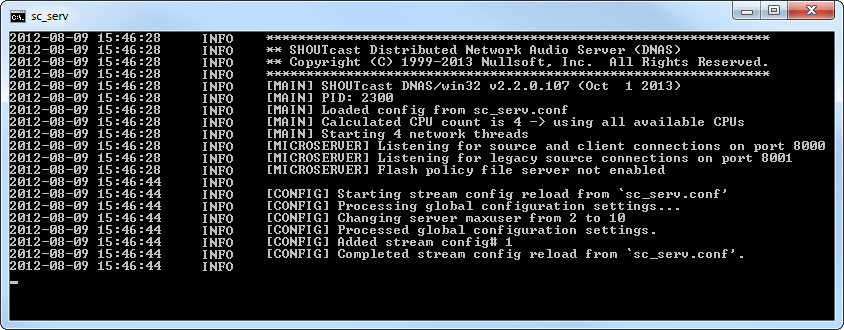 sc_serv
2012-08-09 15:46:28 INFO ***************************************************************
2012-08-09 15:46:28 INFO ** SHOUTcast Distributed Network Audio Server (DNAS)
2012-08-09 15:46:28 INFO ** Copyright (C) 1999-2013 Nullsoft, Inc.  All Rights Reserved.
2012-08-09 15:46:28 INFO ***************************************************************
2012-08-09 15:46:28 INFO [MAIN] SHOUTcast DNAS/win32 v2.2.0.107 (Oct  1 2013)
2012-08-09 15:46:28 INFO [MAIN] PID: 2300
2012-08-09 15:46:28 INFO [MAIN] Loaded config from sc_serv.conf
2012-08-09 15:46:28 INFO [MAIN] Calculated CPU count is 4 -> using all available CPUs
2012-08-09 15:46:28 INFO [MAIN] Starting 4 network threads
2012-08-09 15:46:28 INFO [MICROSERVER] Listening for source and client connections on port 8000
2012-08-09 15:46:28 INFO [MICROSERVER] Listening for legacy source connections on port 8001
2012-08-09 15:46:28 INFO [MICROSERVER] Flash policy file server not enabled
2012-08-09 15:46:44 INFO
2012-08-09 15:46:44 INFO [CONFIG] Starting stream config reload from `sc_serv.conf'
2012-08-09 15:46:44 INFO [CONFIG] Processing global configuration settings...
2012-08-09 15:46:44 INFO [CONFIG] Changing server maxuser from 2 to 10
2012-08-09 15:46:44 INFO [CONFIG] Processed global configuration settings.
2012-08-09 15:46:44 INFO [CONFIG] Added stream config# 1
2012-08-09 15:46:44 INFO [CONFIG] Completed stream config reload from `sc_serv.conf'.
2012-08-09 15:46:44 INFO